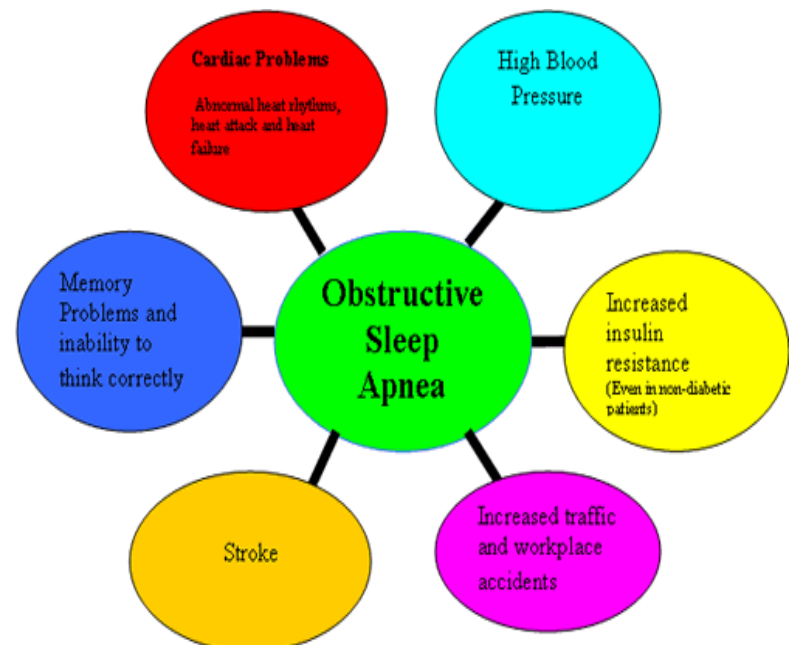 Cardiac Problems
Abnormal heart rhythms,
heart attack and heart
failure
High Blood
Pressure
Memory
Problems and
inability to
think correctly
Obstructive
Sleep
Apnea
Increased
insulin
resistance
(Even in non-diabetic
patients)
Stroke
Increased traffic
and workplace
accidents